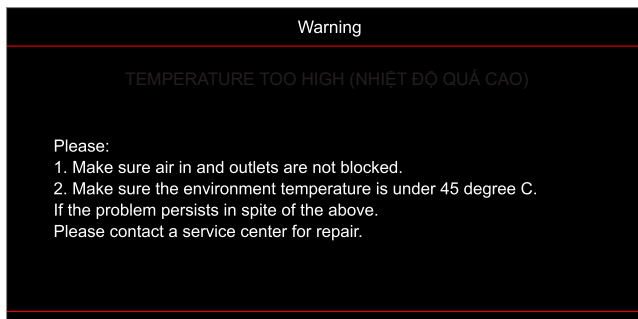 Warning
TEMPERATURE TOO HIGH (NHIỆT ĐỘ QUÁ CAO)
Please:
1. Make sure air in and outlets are not blocked.
2. Make sure the environment temperature is under 45 degree C.
If the problem persists in spite of the above.
Please contact a service center for repair.